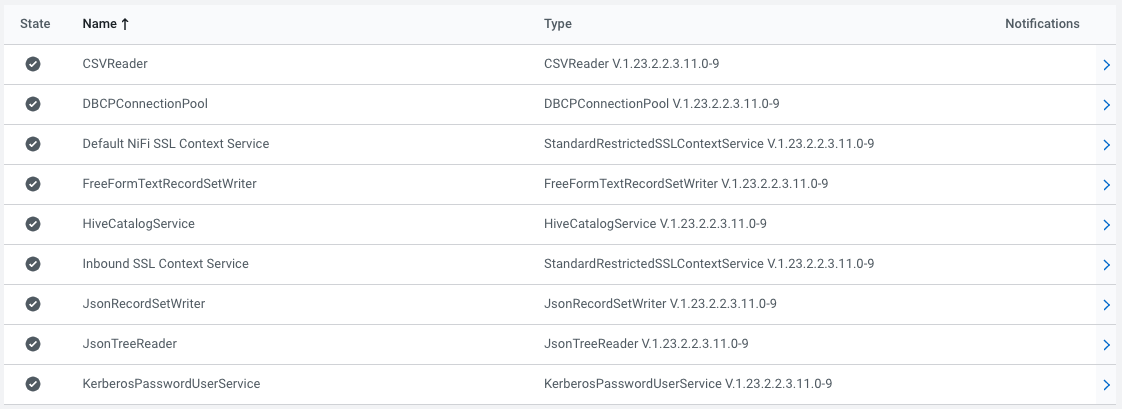 State Name ↑ Type Notifications
CSVReader CSVReader V.1.23.2.2.3.11.0-9
DBCPConnectionPool DBCPConnectionPool V.1.23.2.2.3.11.0-9
Default NiFi SSL Context Service StandardRestrictedSSLContextService V.1.23.2.2.3.11.0-9
FreeFormTextRecordSetWriter FreeFormTextRecordSetWriter V.1.23.2.2.3.11.0-9
HiveCatalogService HiveCatalogService V.1.23.2.2.3.11.0-9
Inbound SSL Context Service StandardRestrictedSSLContextService V.1.23.2.2.3.11.0-9
JsonRecordSetWriter JsonRecordSetWriter V.1.23.2.2.3.11.0-9
JsonTreeReader JsonTreeReader V.1.23.2.2.3.11.0-9
KerberosPasswordUserService KerberosPasswordUserService V.1.23.2.2.3.11.0-9